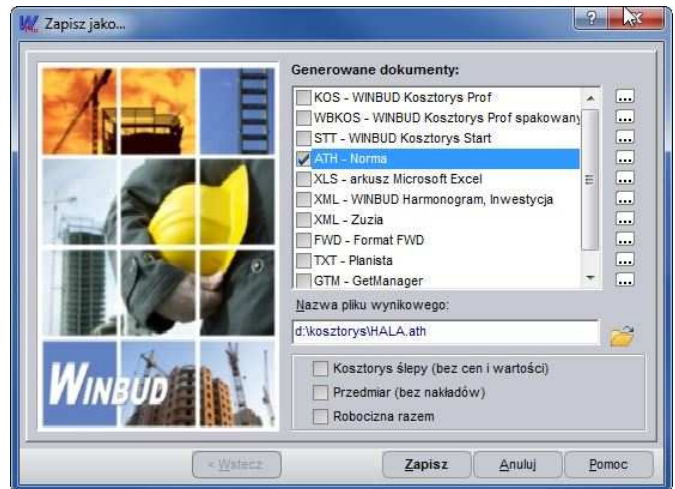 Zapisz jako...
Generowane dokumenty:
KOS - WINBUD Kosztorys Prof
WBKOS - WINBUD Kosztorys Prof spakowany
STT - WINBUD Kosztorys Start
ATH - Norma
XLS - arkusz Microsoft Excel
XML - WINBUD Harmonogram, Inwestycja
XML - Zuzia
FWD - Format FWD
TXT - Planista
GTM - GetManager
Nazwa pliku wynikowego:
d:\kosztorys\HALA.ath
Kosztorys ślepy (bez cen i wartości)
Przedmiar (bez nakładów)
Robocizna razem
WINBUD
< Wstecz
Zapisz
Anuluj
Pomoc